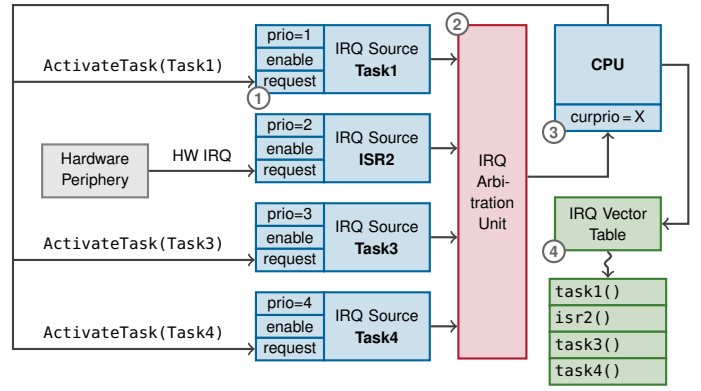 ActivateTask(Task1)
prio=1
enable
request
IRQ Source
Task1
1
2
Hardware
Periphery
HW IRQ
prio=2
enable
request
IRQ Source
ISR2
ActivateTask(Task3)
prio=3
enable
request
IRQ Source
Task3
ActivateTask(Task4)
prio=4
enable
request
IRQ Source
Task4
IRQ
Arbi-
tration
Unit
CPU
curprio = X
3
IRQ Vector
Table
4
task1()
isr2()
task3()
task4()